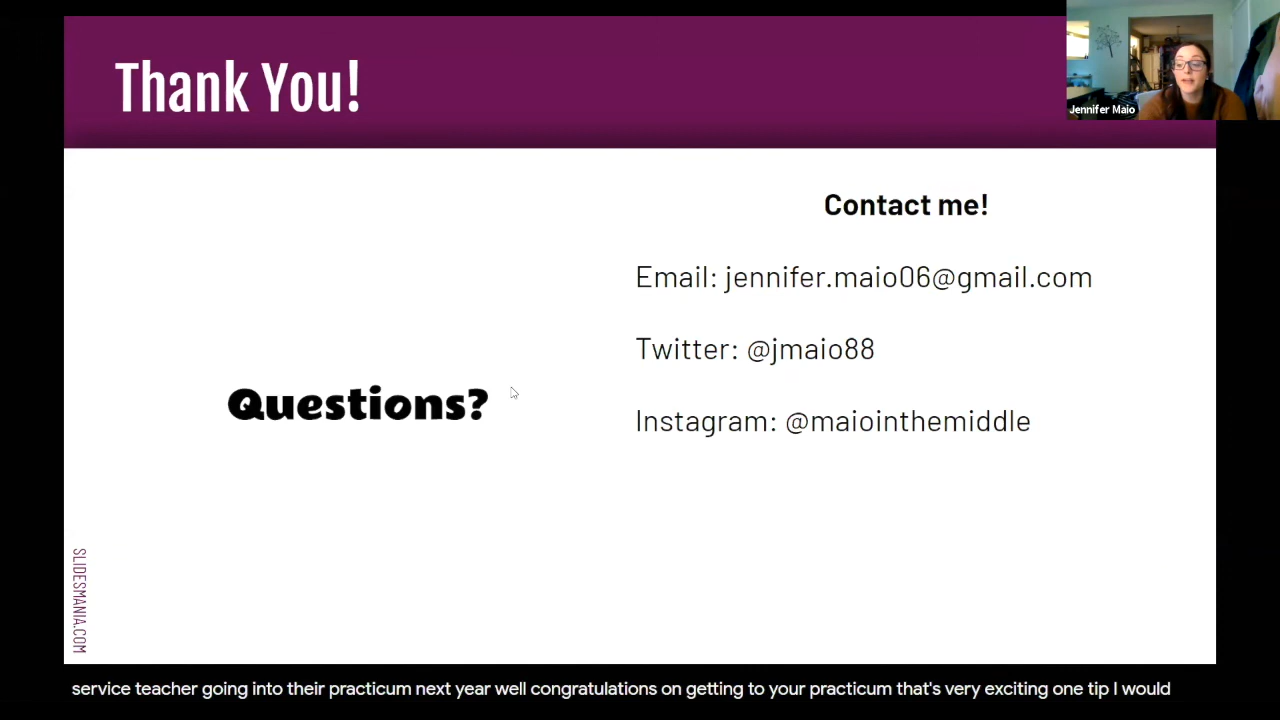 Thank You!
Jennifer Maio
Contact me!
Email: jennifer.maio06@gmail.com
Twitter: @jmaio88
Questions?
Instagram: @maiointhemiddle
SLIDESMANIA.COM
service teacher going into their practicum next year well congratulations on getting to your practicum that's very exciting one tip I would